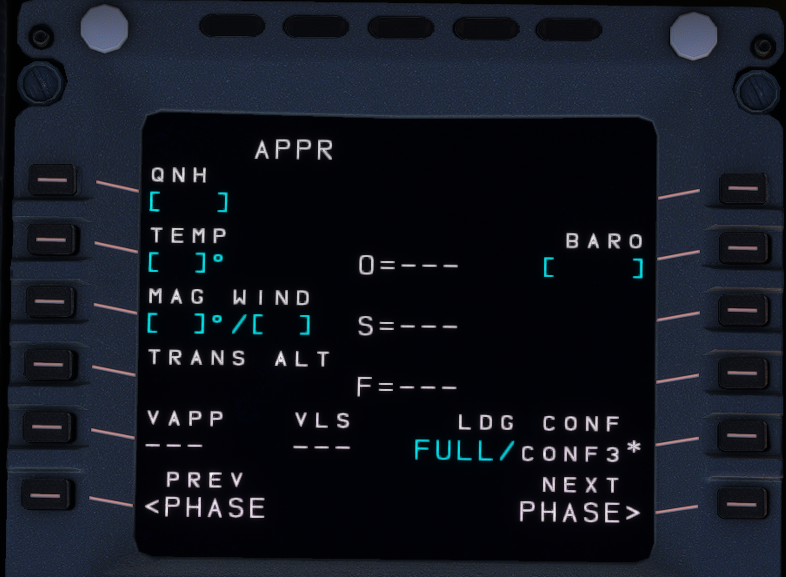 APPR
QNH
[ ]
TEMP BARO
[ ]° O=--- [ ]
MAG WIND
[ ]°/[ ] S=---
TRANS ALT
F=---
VAPP VLS LDG CONF
--- --- FULL/CONF3*
PREV NEXT
<PHASE PHASE>